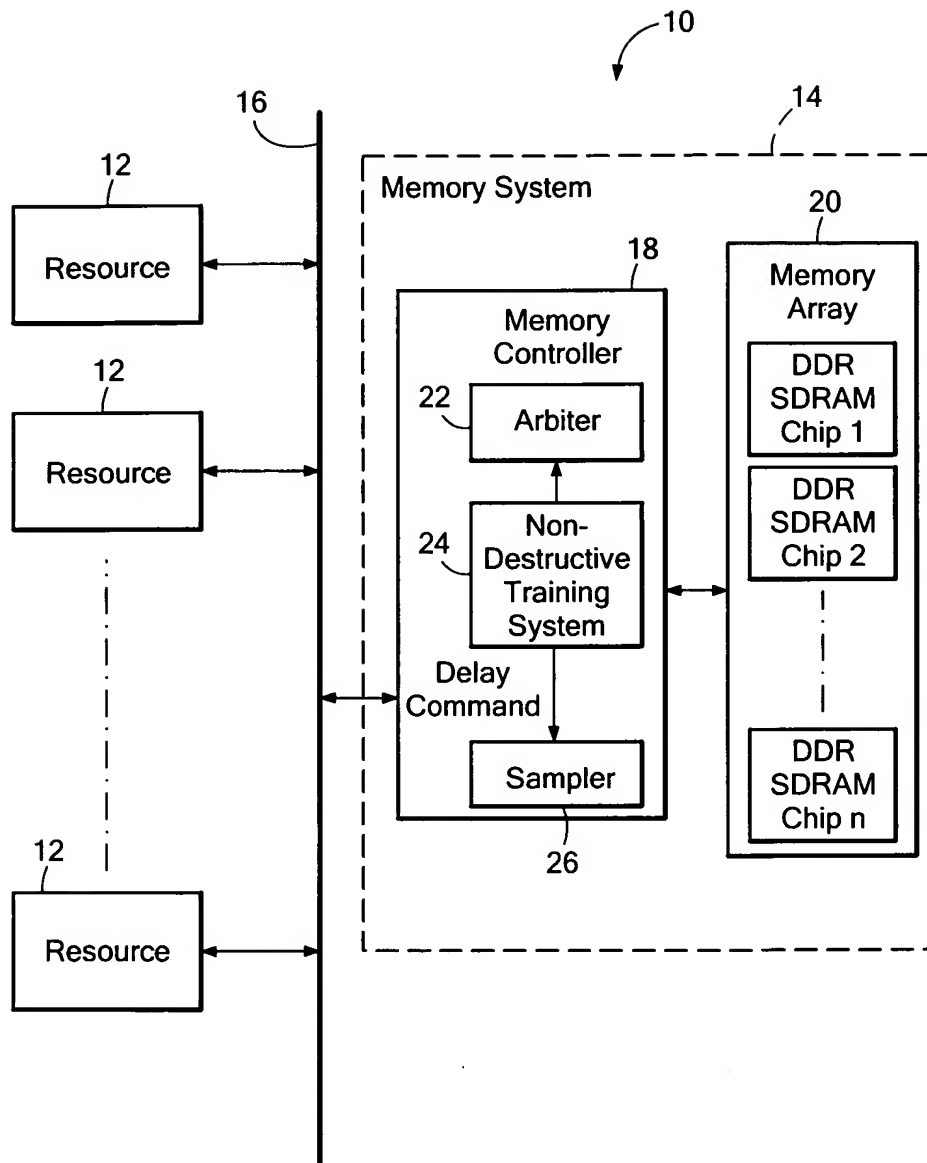 10
16
14
12
Resource
Memory System
20
18
Memory
Array
Memory
Controller
12
Resource
22
Arbiter
DDR
SDRAM
Chip 1
24
Non-
Destructive
Training
System
DDR
SDRAM
Chip 2
Delay
Command
Sampler
26
DDR
SDRAM
Chip n
12
Resource